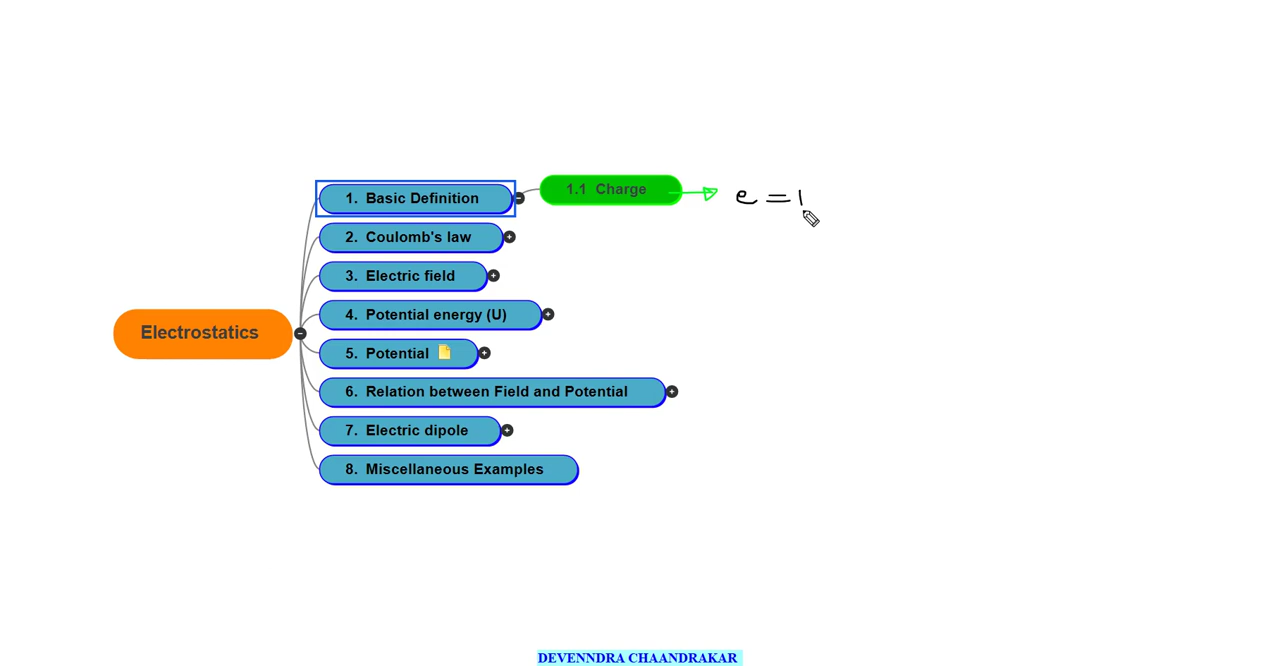 1.1 Charge
e = 1
1. Basic Definition
2. Coulomb's law
3. Electric field
4. Potential energy (U)
Electrostatics
5. Potential
6. Relation between Field and Potential
7. Electric dipole
8. Miscellaneous Examples
DEVENNDRA CHAANDRAKAR